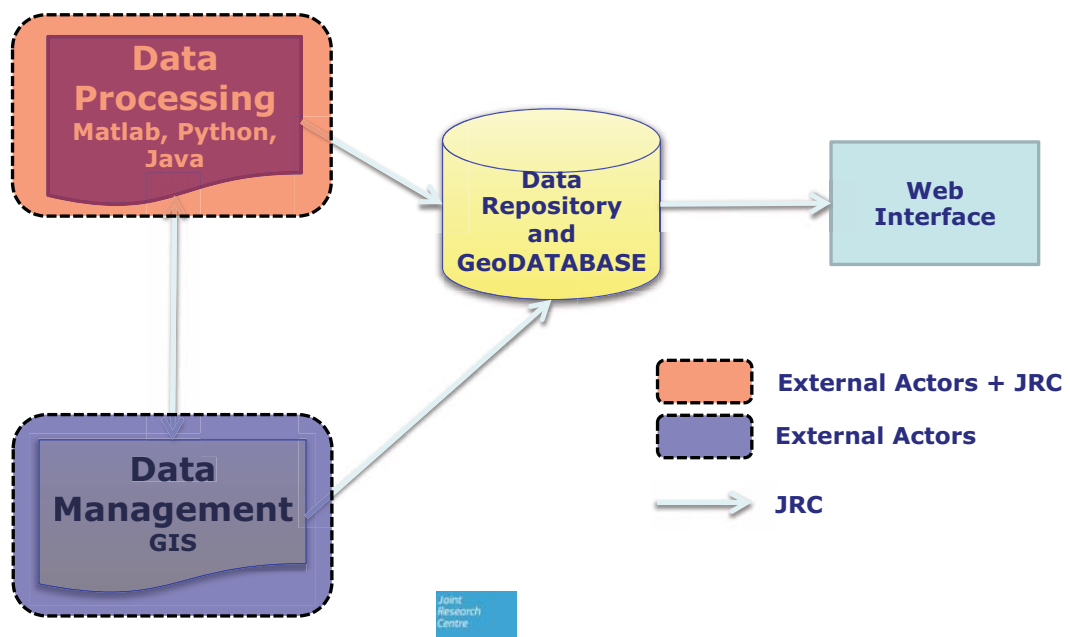 Data
Processing
Matlab, Python,
Java
Data
Repository
and
GeoDATABASE
Web
Interface
External Actors + JRC
External Actors
JRC
Data
Management
GIS
Joint
Research
Centre